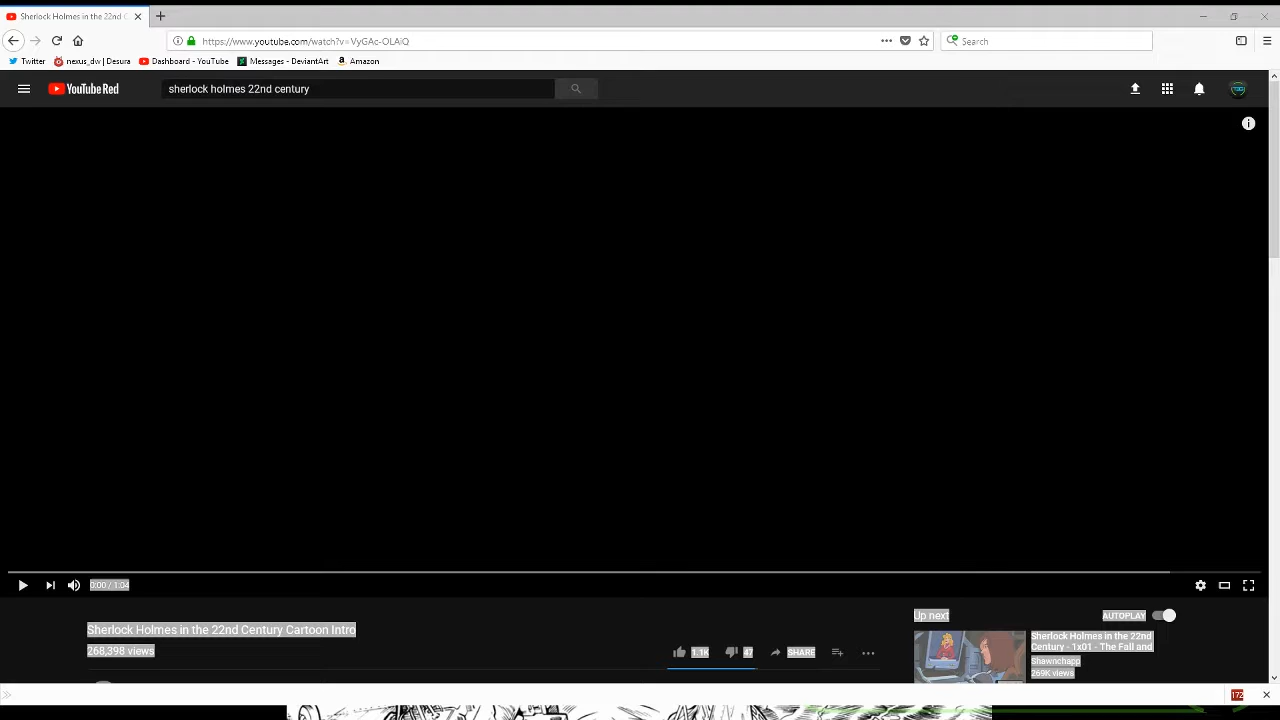 Sherlock Holmes in the 22nd C
https://www.youtube.com/watch?v=VyGAc-OLAiQ
Search
Twitter
nexus_dw | Desura
Dashboard - YouTube
Messages - DeviantArt
Amazon
YouTube Red
sherlock holmes 22nd century
0:00 / 1:04
Sherlock Holmes in the 22nd Century Cartoon Intro
268,398 views
1.1K
47
SHARE
Up next
AUTOPLAY
Sherlock Holmes in the 22nd
Century - 1x01 - The Fall and
Shawnchapp
269K views
172